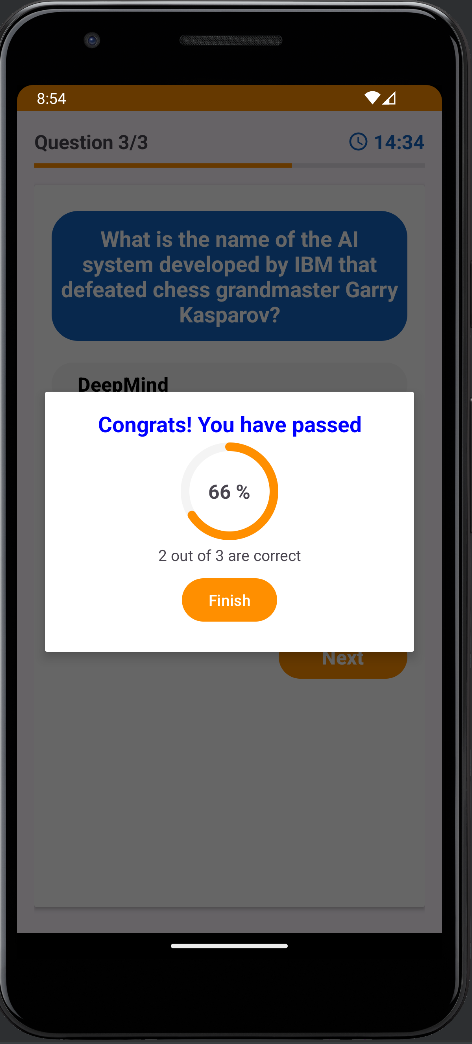 8:54
Question 3/3
14:34
What is the name of the AI
system developed by IBM that
defeated chess grandmaster Garry
Kasparov?
DeepMind
Congrats! You have passed
66 %
2 out of 3 are correct
Finish
Next